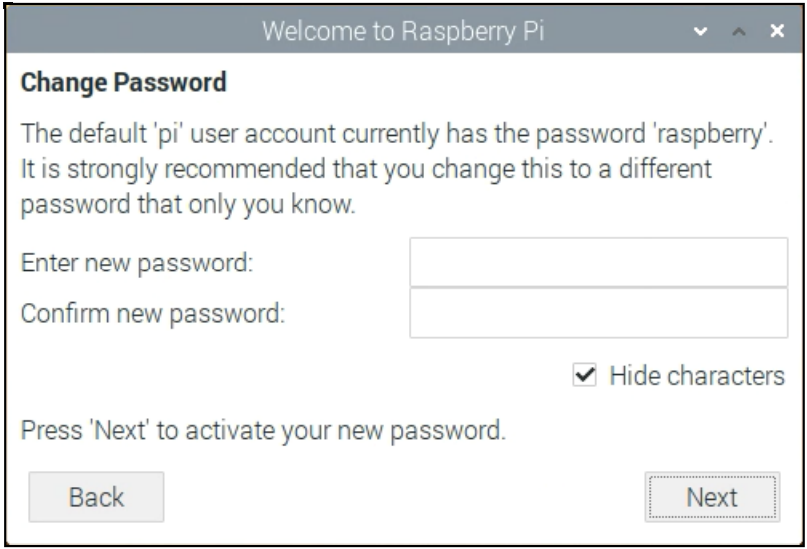 Welcome to Raspberry Pi
Change Password
The default 'pi' user account currently has the password 'raspberry'.
It is strongly recommended that you change this to a different
password that only you know.
Enter new password:
Confirm new password:
Hide characters
Press 'Next' to activate your new password.
Back
Next